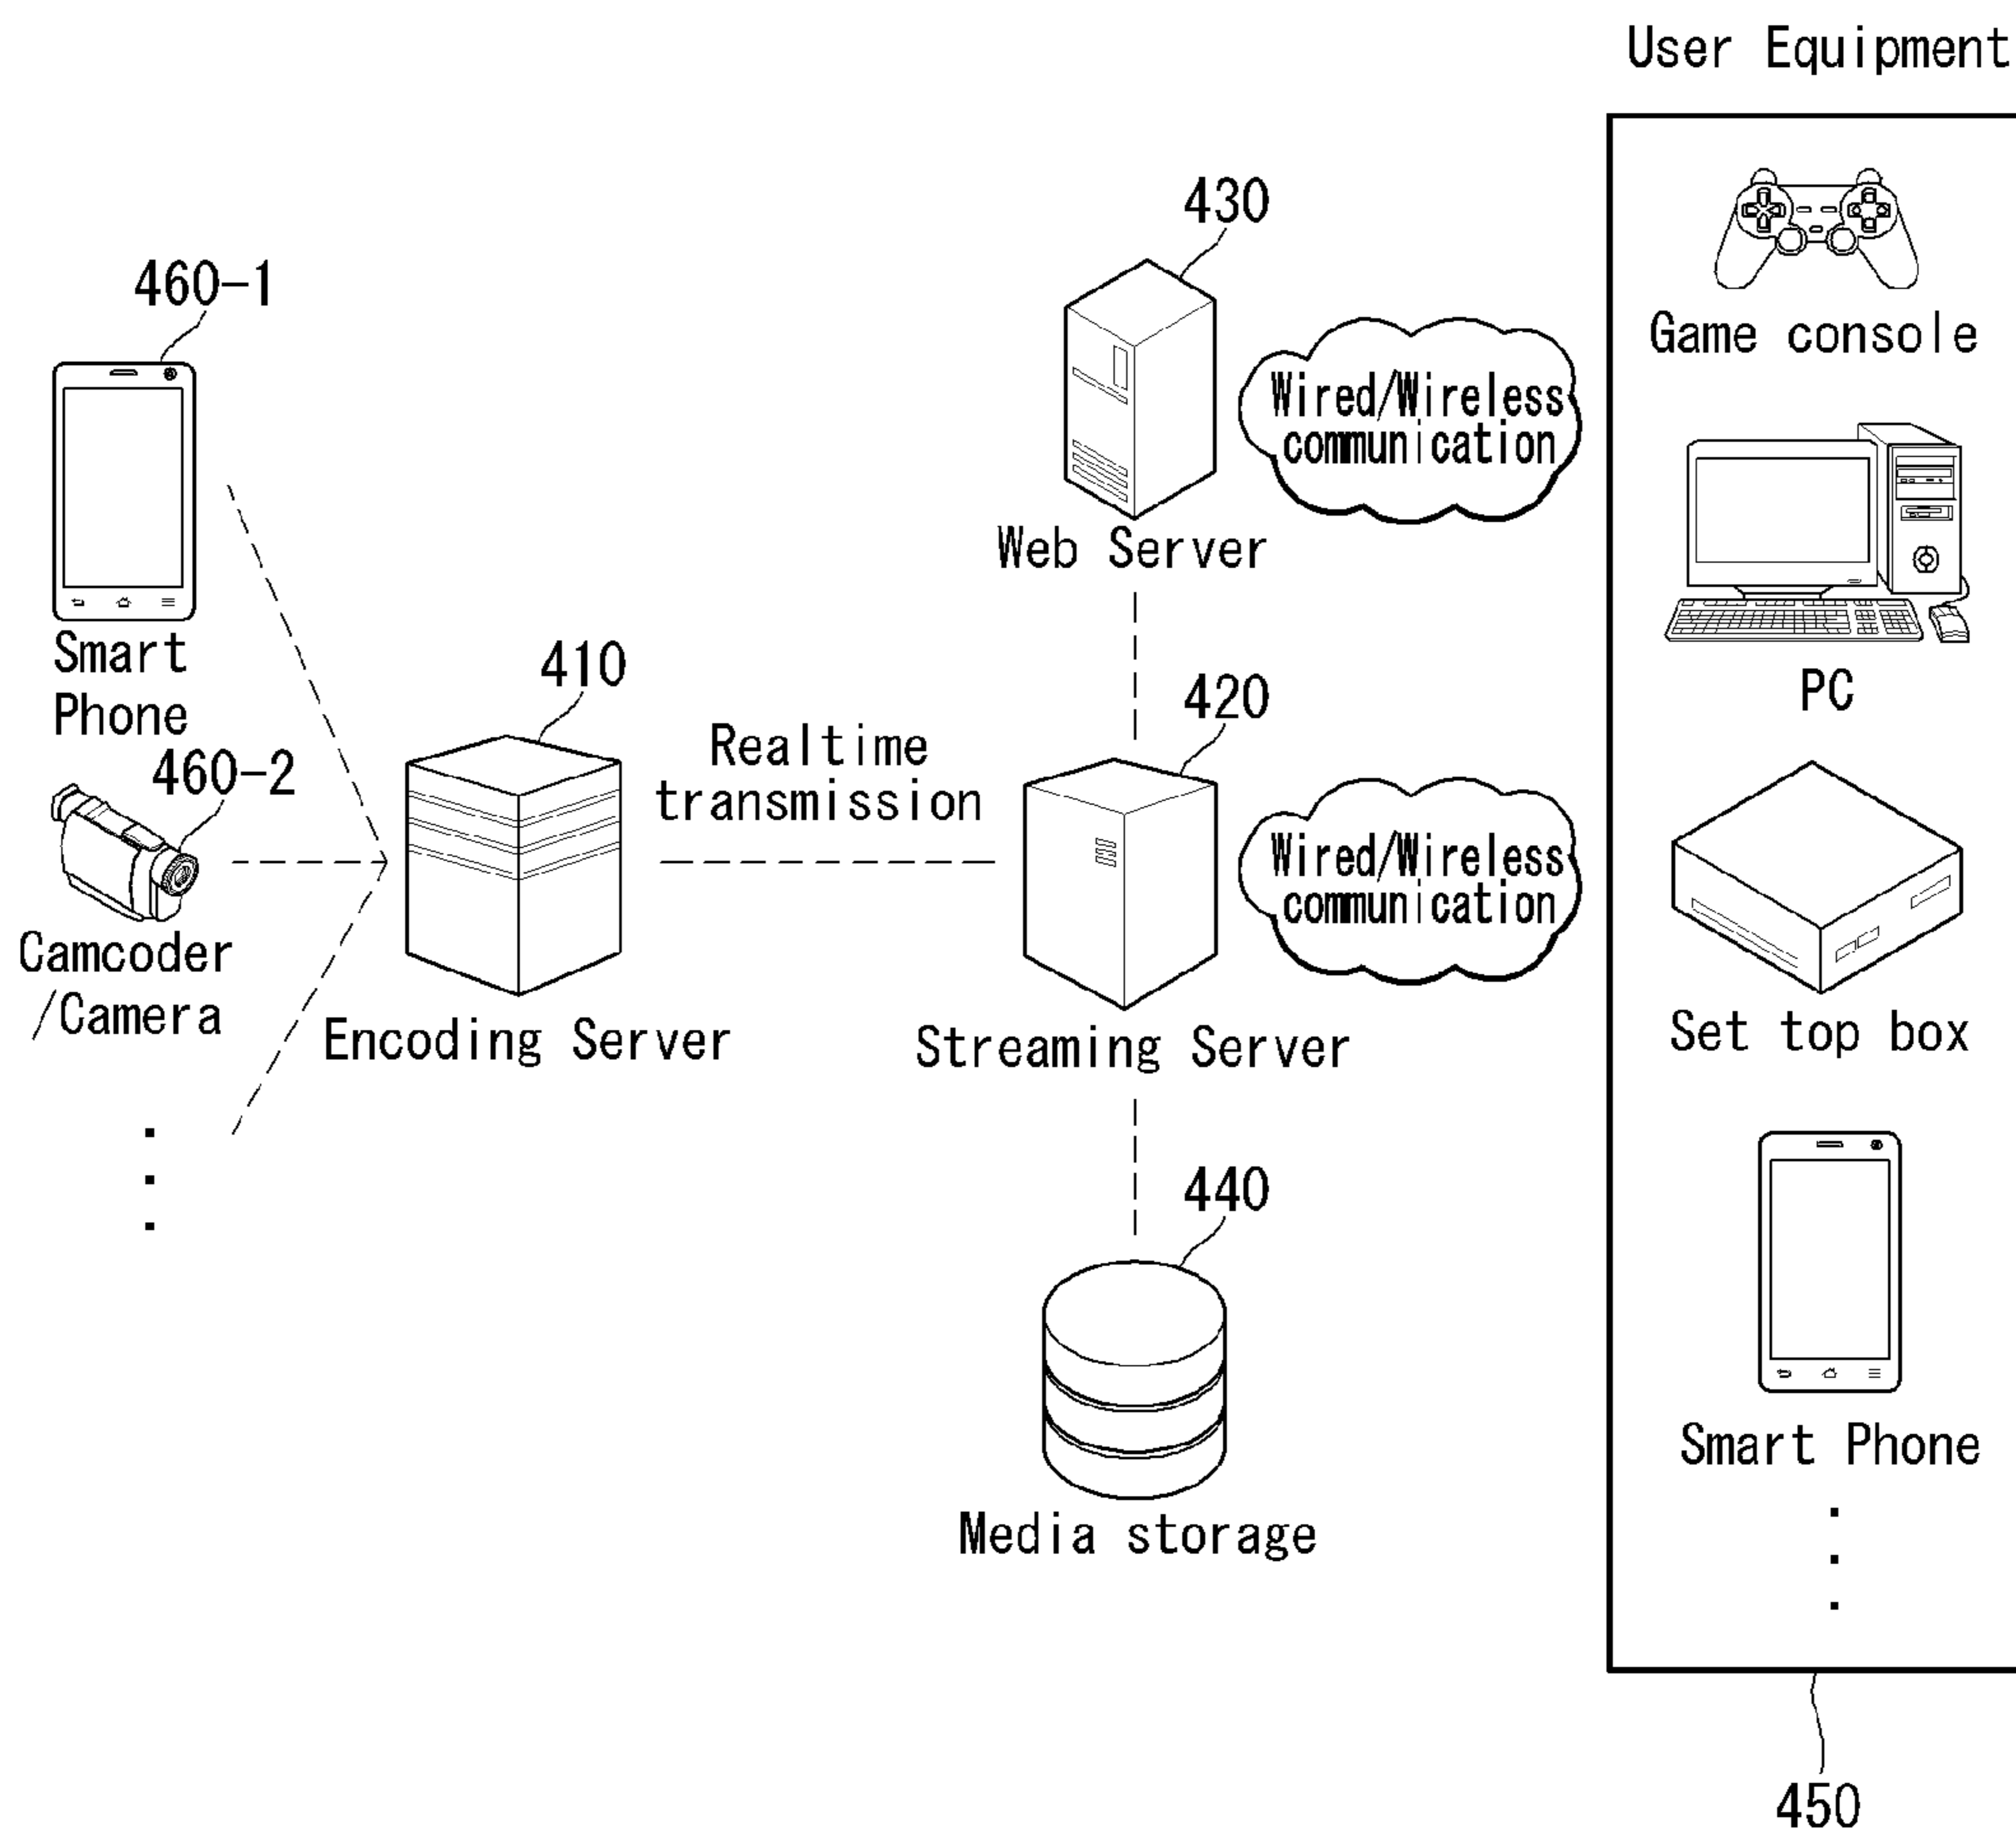 User Equipment
430
460-1
Game console
Wired/Wireless
communication
Web Server
Smart
Phone
410
420
PC
460-2
Realtime
transmission
Wired/Wireless
communication
Camcoder
/Camera
Encoding Server
Streaming Server
Set top box
440
Smart Phone
Media storage
450